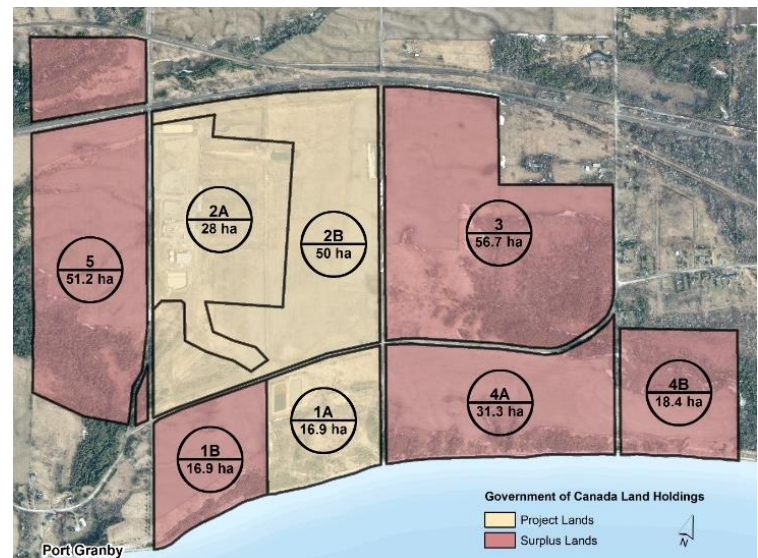 2A
28 ha
2B
50 ha
3
56.7 ha
5
51.2 ha
4A
31.3 ha
4B
18.4 ha
1A
16.9 ha
1B
16.9 ha
Government of Canada Land Holdings
Project Lands
Surplus Lands
N
Port Granby